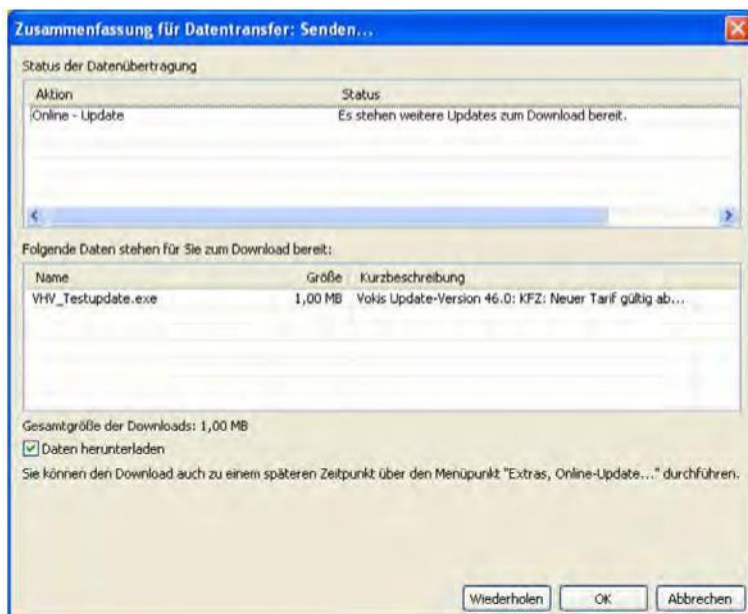 Zusammenfassung für Datentransfer: Senden...
Status der Datenübertragung
Aktion Status
Online - Update Es stehen weitere Updates zum Download bereit.
Folgende Daten stehen für Sie zum Download bereit:
Name Größe Kurzbeschreibung
VHV_Testupdate.exe 1,00 MB Vokis Update-Version 46.0: KFZ: Neuer Tarif gültig ab...
Gesamtgröße der Downloads: 1,00 MB
Daten herunterladen
Sie können den Download auch zu einem späteren Zeitpunkt über den Menüpunkt "Extras, Online-Update..." durchführen.
Wiederholen OK Abbrechen